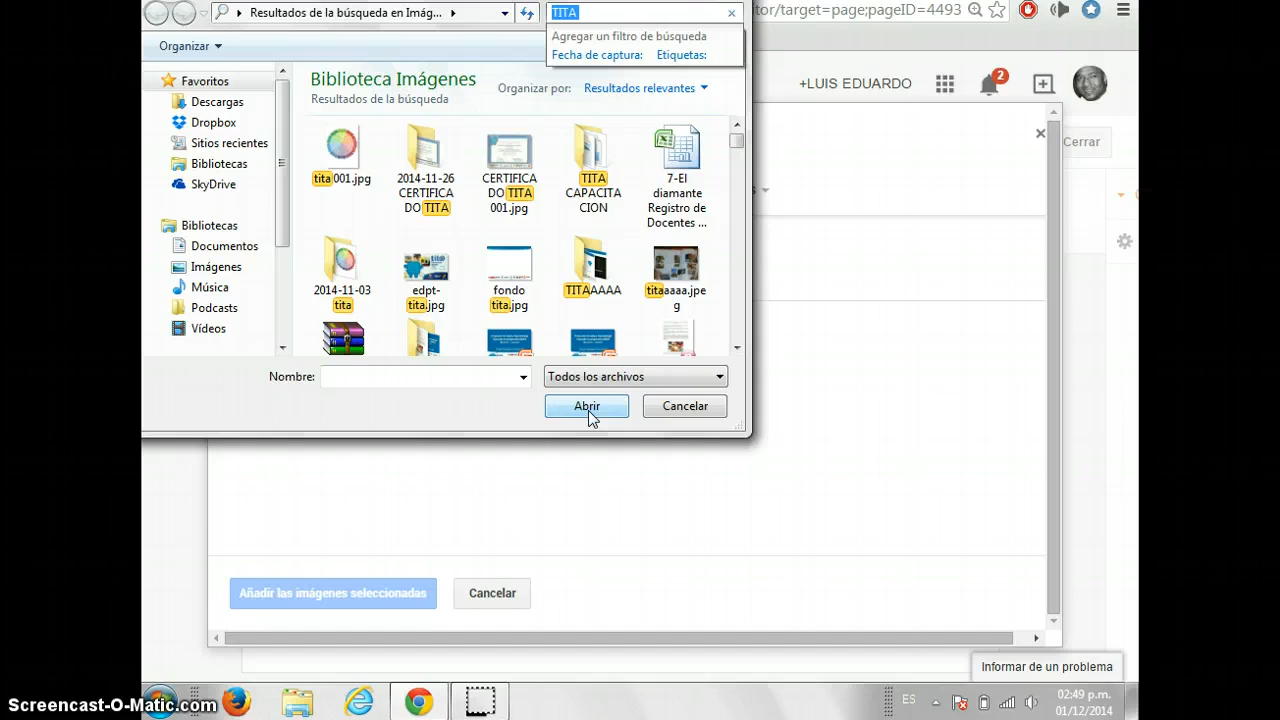 Resultados de la búsqueda en Imág...
TITA
itor/target=page;pageID=4493
Agregar un filtro de búsqueda
Fecha de captura: Etiquetas:
Organizar
Biblioteca Imágenes
Resultados de la búsqueda
Organizar por: Resultados relevantes
Favoritos
Descargas
Dropbox
Sitios recientes
Bibliotecas
SkyDrive
Bibliotecas
Documentos
Imágenes
Música
Podcasts
Vídeos
tita001.jpg
2014-11-26
CERTIFICA
DO TITA
CERTIFICA
DO TITA
001.jpg
TITA
CAPACITA
CION
7-El
diamante
Registro de
Docentes ...
2014-11-03
tita
edpt-
tita.jpg
fondo
tita.jpg
TITAAAAA
titaaaaa.jpe
g
Nombre:
Todos los archivos
Abrir
Cancelar
+LUIS EDUARDO
2
Cerrar
Añadir las imágenes seleccionadas
Cancelar
Informar de un problema
ES
02:49 p.m.
01/12/2014
Screencast-O-Matic.com